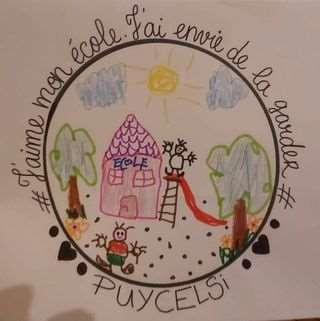 # J'aime mon école. J'ai envie de la garder #
ECOLE
PUYCELSi